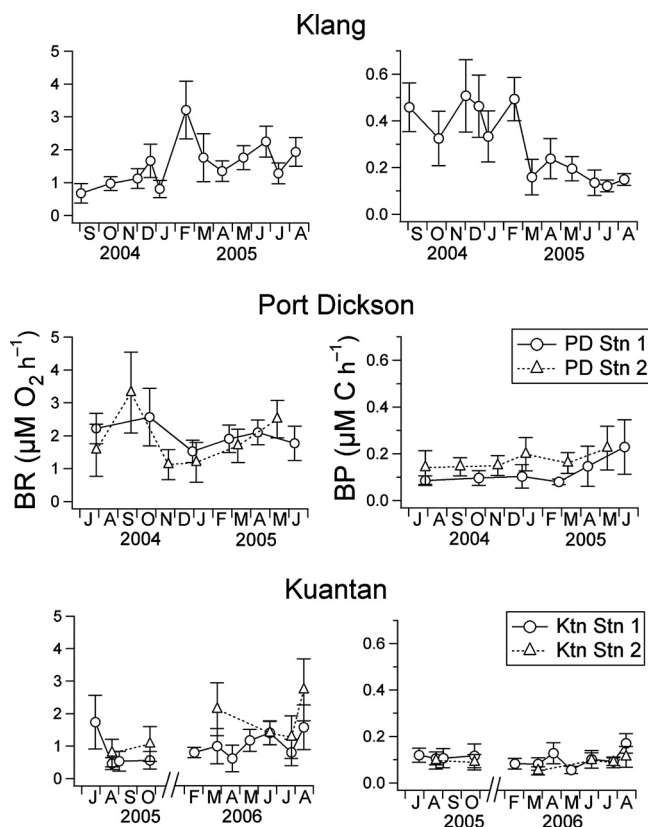 Klang
5
4
3
2
1
0
0.6
0.4
0.2
0.0
S O N D J F M A M J J A
2004 2005
S O N D J F M A M J J A
2004 2005
Port Dickson
BR (µM O₂ h⁻¹)
5
4
3
2
1
0
BP (µM C h⁻¹)
0.6
0.4
0.2
0.0
PD Stn 1
PD Stn 2
J A S O N D J F M A M J
2004 2005
J A S O N D J F M A M J
2004 2005
Kuantan
5
4
3
2
1
0
0.6
0.4
0.2
0.0
Ktn Stn 1
Ktn Stn 2
J A S O // F M A M J J A
2005 2006
J A S O // F M A M J J A
2005 2006